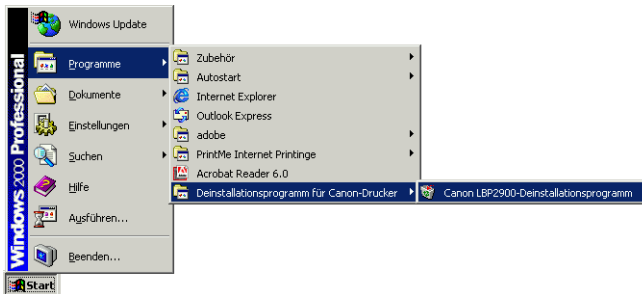 Windows 2000 Professional
Windows Update
Programme
Dokumente
Einstellungen
Suchen
Hilfe
Ausführen...
Beenden...
Zubehör
Autostart
Internet Explorer
Outlook Express
adobe
PrintMe Internet Printinge
Acrobat Reader 6.0
Deinstallationsprogramm für Canon-Drucker
Canon LBP2900-Deinstallationsprogramm
Start